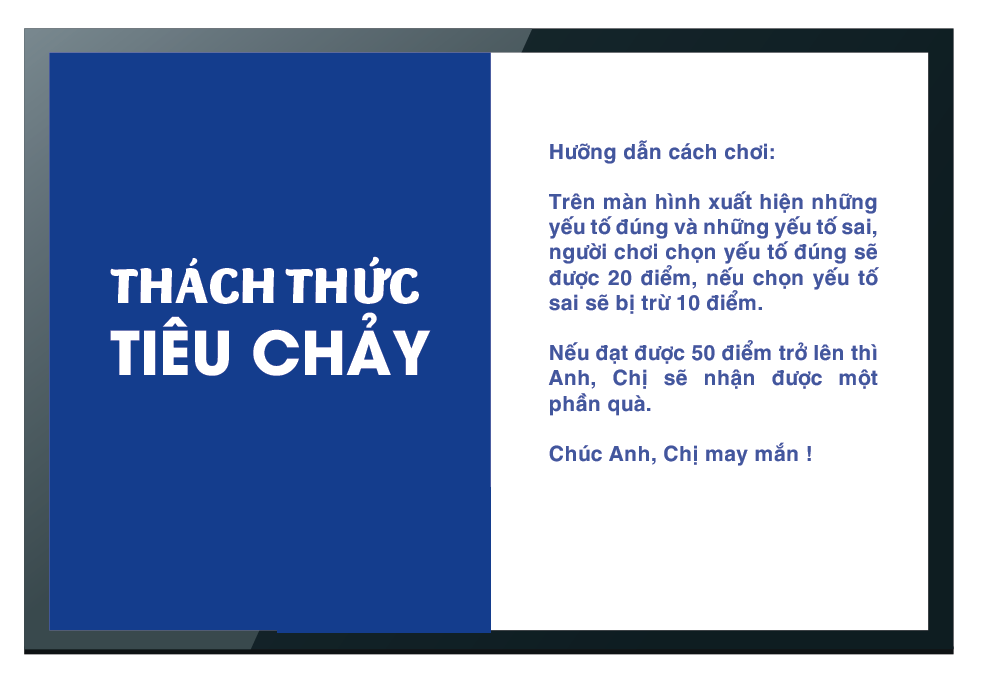 THÁCH THỨC
TIÊU CHẢY
Hưỡng dẫn cách chơi:
Trên màn hình xuất hiện những
yếu tố đúng và những yếu tố sai,
người chơi chọn yếu tố đúng sẽ
được 20 điểm, nếu chọn yếu tố
sai sẽ bị trừ 10 điểm.
Nếu đạt được 50 điểm trở lên thì
Anh, Chị sẽ nhận được một
phần quà.
Chúc Anh, Chị may mắn !